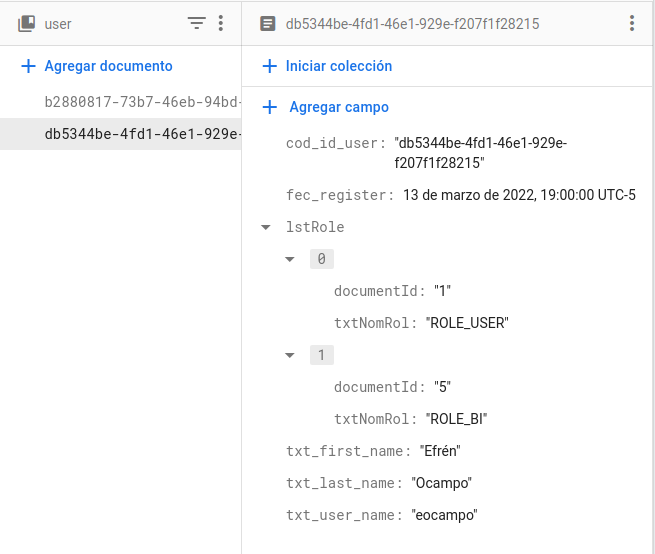 user
db5344be-4fd1-46e1-929e-f207f1f28215
Agregar documento
Iniciar colección
b2880817-73b7-46eb-94bd-
Agregar campo
db5344be-4fd1-46e1-929e-
cod_id_user: "db5344be-4fd1-46e1-929e-
f207f1f28215"
fec_register: 13 de marzo de 2022, 19:00:00 UTC-5
lstRole
0
documentId: "1"
txtNomRol: "ROLE_USER"
1
documentId: "5"
txtNomRol: "ROLE_BI"
txt_first_name: "Efrén"
txt_last_name: "Ocampo"
txt_user_name: "eocampo"